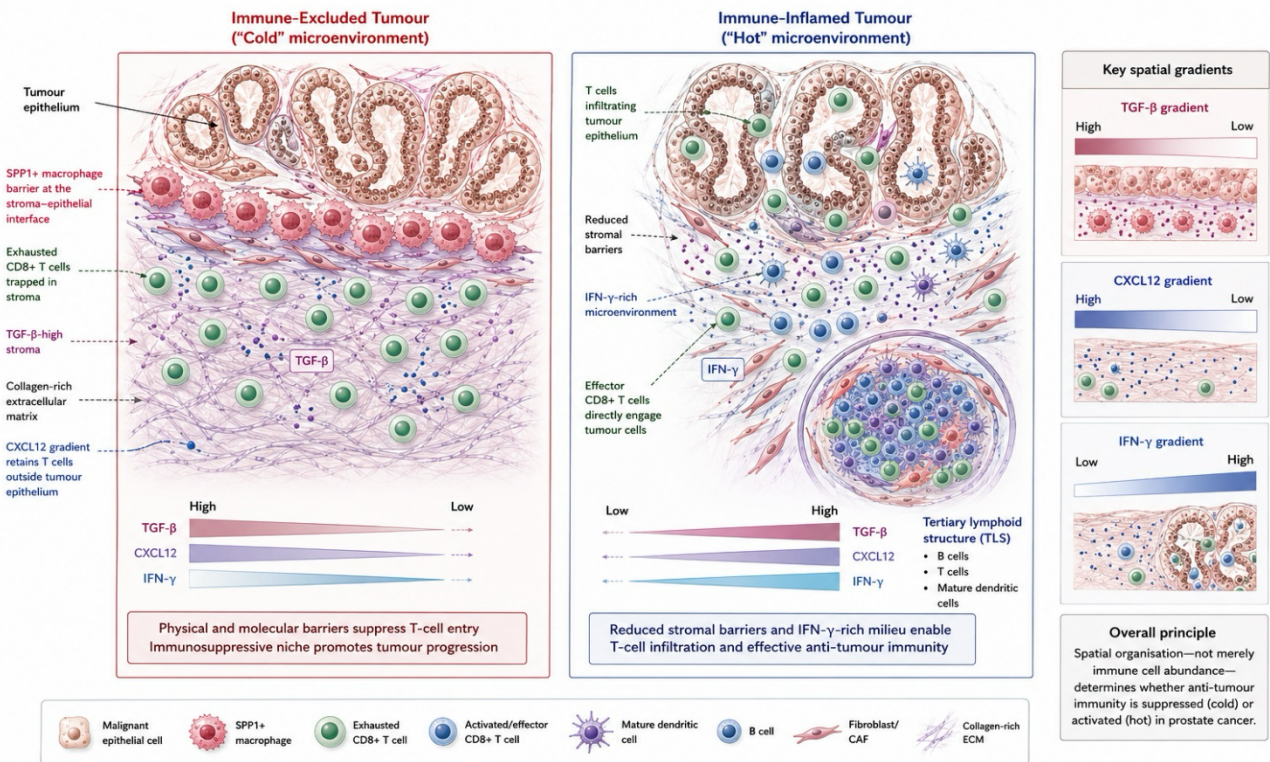 Immune-Excluded Tumour
("Cold" microenvironment)
Tumour
epithelium
SPP1+ macrophage
barrier at the
stroma–epithelial
interface
Exhausted
CD8+ T cells
trapped in
stroma
TGF-β-high
stroma
Collagen-rich
extracellular
matrix
CXCL12 gradient
retains T cells
outside tumour
epithelium
TGF-β
High
Low
TGF-β
CXCL12
IFN-γ
Physical and molecular barriers suppress T-cell entry
Immunosuppressive niche promotes tumour progression
Immune-Inflamed Tumour
("Hot" microenvironment)
T cells
infiltrating
tumour
epithelium
Reduced
stromal
barriers
IFN-γ-rich
microenvironment
Effector
CD8+ T cells
directly engage
tumour cells
IFN-γ
Low
High
TGF-β
CXCL12
IFN-γ
Tertiary lymphoid
structure (TLS)
• B cells
• T cells
• Mature dendritic
cells
Reduced stromal barriers and IFN-γ-rich milieu enable
T-cell infiltration and effective anti-tumour immunity
Key spatial gradients
TGF-β gradient
High
Low
CXCL12 gradient
High
Low
IFN-γ gradient
Low
High
Overall principle
Spatial organisation—not merely
immune cell abundance—
determines whether anti-tumour
immunity is suppressed (cold) or
activated (hot) in prostate cancer.
Malignant
epithelial cell
SPP1+
macrophage
Exhausted
CD8+ T cell
Activated/effector
CD8+ T cell
Mature dendritic
cell
B cell
Fibroblast/
CAF
Collagen-rich
ECM